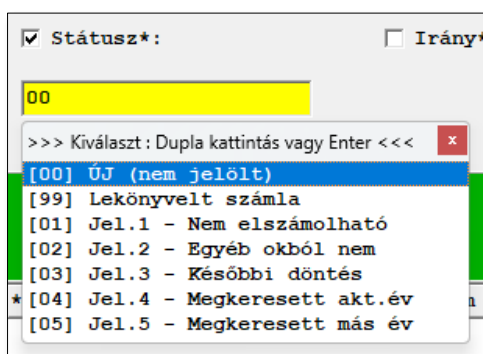 Státusz*: Irány*
00
>>> Kiválaszt : Dupla kattintás vagy Enter <<< x
[00] ÚJ (nem jelölt)
[99] Lekönyvelt számla
[01] Jel.1 - Nem elszámolható
[02] Jel.2 - Egyéb okból nem
[03] Jel.3 - Későbbi döntés
[04] Jel.4 - Megkeresett akt.év
[05] Jel.5 - Megkeresett más év